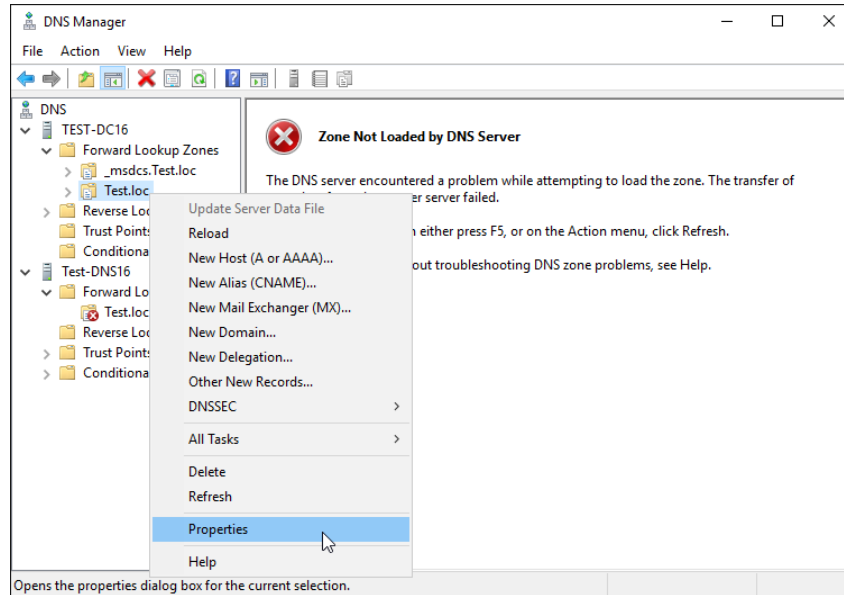 DNS Manager
File Action View Help
DNS
TEST-DC16
Forward Lookup Zones
_msdcs.Test.loc
Test.loc
Reverse Loo
Trust Points
Conditiona
Test-DNS16
Forward Lo
Test.loc
Reverse Loo
Trust Points
Conditiona
Zone Not Loaded by DNS Server
The DNS server encountered a problem while attempting to load the zone. The transfer of
er server failed.
either press F5, or on the Action menu, click Refresh.
out troubleshooting DNS zone problems, see Help.
Update Server Data File
Reload
New Host (A or AAAA)...
New Alias (CNAME)...
New Mail Exchanger (MX)...
New Domain...
New Delegation...
Other New Records...
DNSSEC
All Tasks
Delete
Refresh
Properties
Help
Opens the properties dialog box for the current selection.